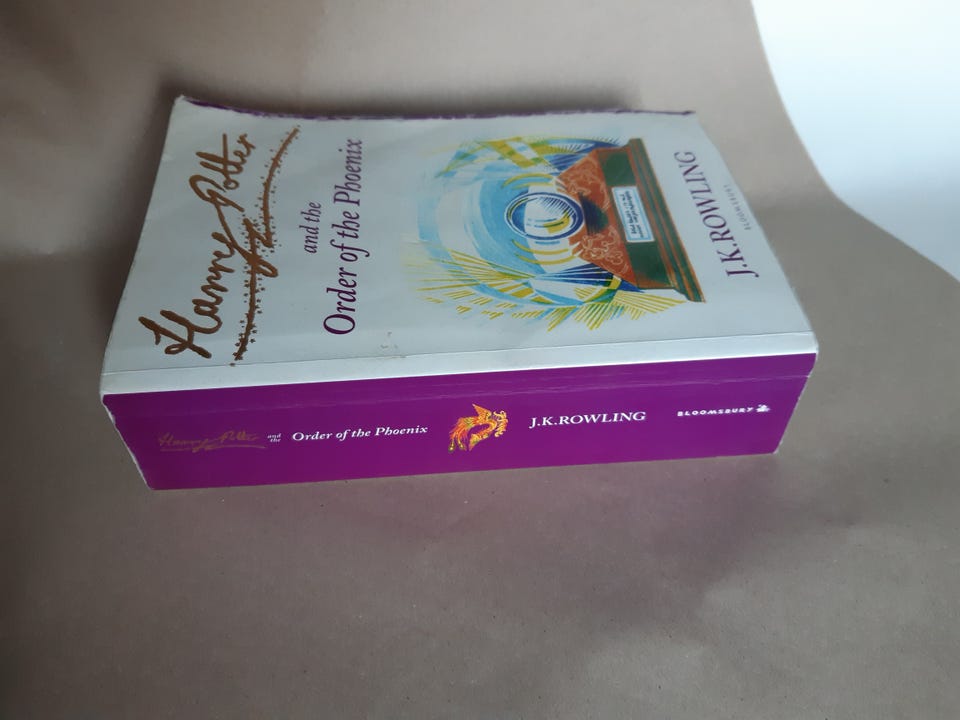 Harry Potter
and the
Order of the Phoenix
J.K.ROWLING
BLOOMSBURY
Harry Potter and the Order of the Phoenix J.K.ROWLING BLOOMSBURY